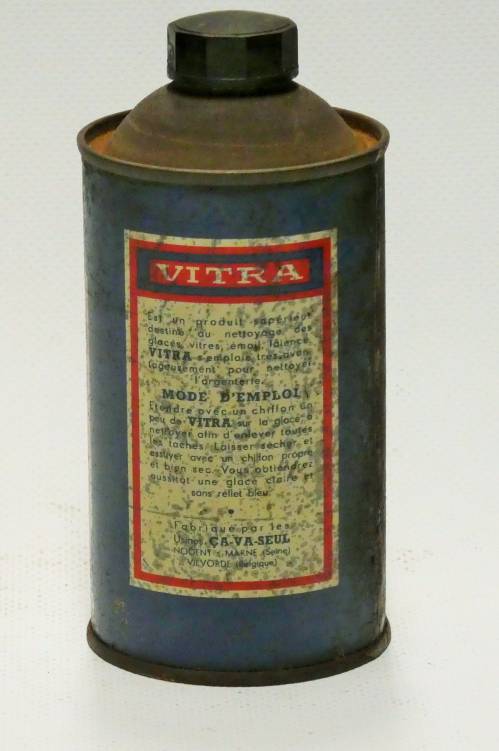 VITRA
Est un produit supérieur
destiné au nettoyage des
glaces, vitres, émail, faïence
VITRA s'emploie très avan-
tageusement pour nettoyer
l'argenterie.
MODE D'EMPLOI
Etendre avec un chiffon un
peu de VITRA sur la glace à
nettoyer afin d'enlever toutes
les taches. Laisser sécher et
essuyer avec un chiffon propre
et bien sec. Vous obtiendrez
aussitôt une glace claire et
sans reflet bleu.
Fabriqué par les
Usines ÇA-VA-SEUL
NOGENT s/ MARNE (Seine)
VILVORDE (Belgique)